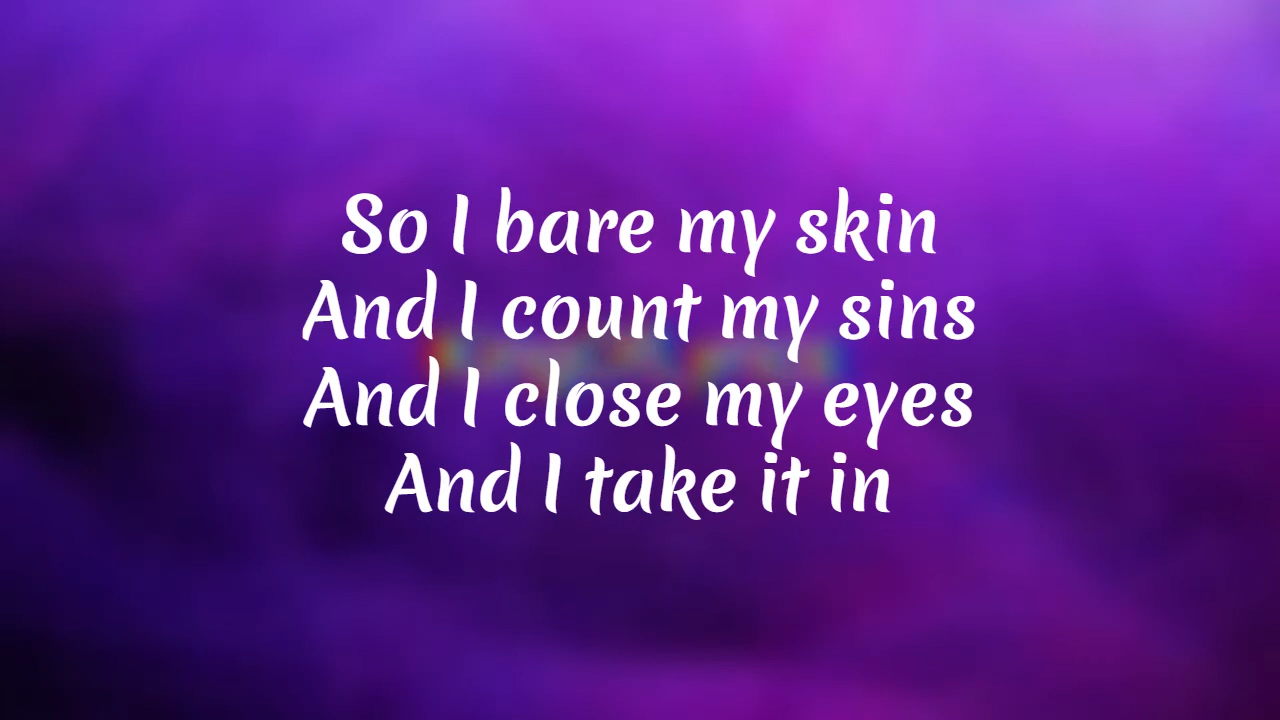 So I bare my skin
And I count my sins
And I close my eyes
And I take it in